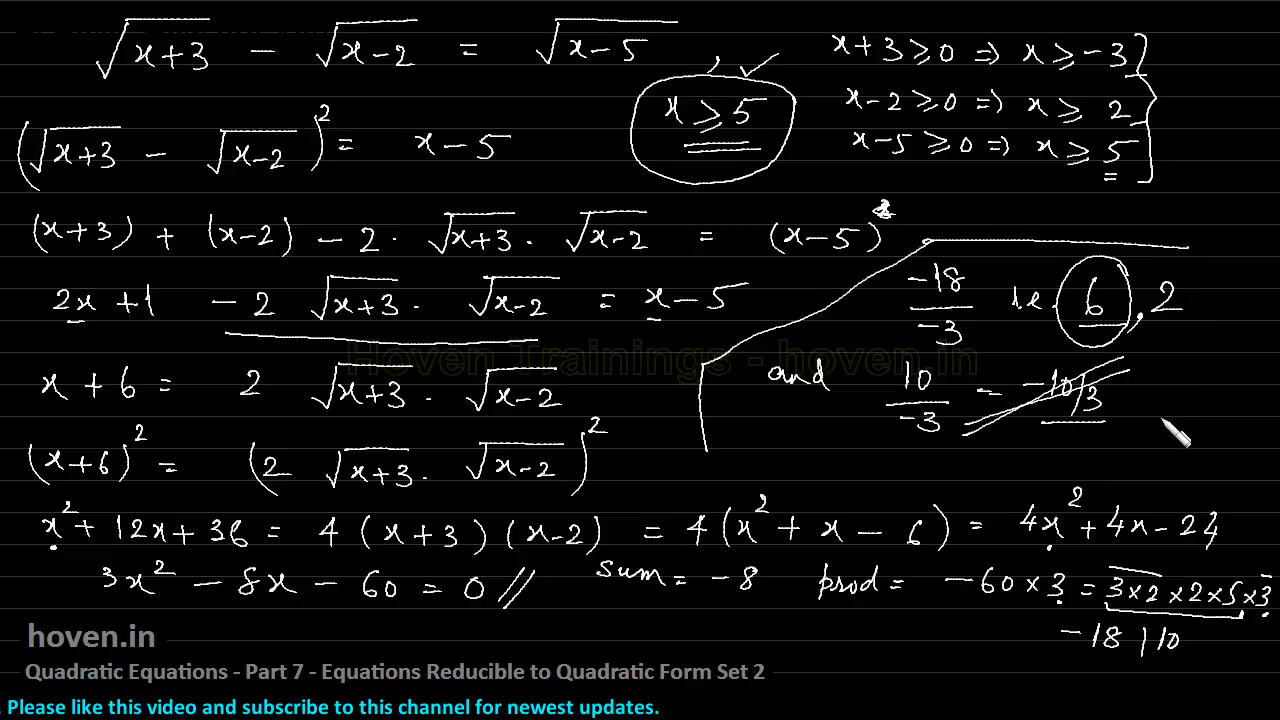 √(x+3) − √(x−2) = √(x−5)
x+3 ⩾ 0 ⇒ x ⩾ −3
x−2 ⩾ 0 ⇒ x ⩾ 2
x−5 ⩾ 0 ⇒ x ⩾ 5
x ⩾ 5 , ✓
(√(x+3) − √(x−2))² = x−5
(x+3) + (x−2) − 2 · √(x+3) · √(x−2) = (x−5)
2x + 1 − 2 √(x+3) · √(x−2) = x−5
−18/−3 i.e. 6 , 2
Hoven Trainings - hoven.in
x + 6 = 2 √(x+3) · √(x−2)
and 10/−3 = −10/3
(x+6)² = (2 √(x+3) · √(x−2))²
x² + 12x + 36 = 4 (x+3) (x−2) = 4 (x² + x − 6) = 4x² + 4x − 24
3x² − 8x − 60 = 0 // sum = −8 prod = −60 × 3 = 3×2×2×5×3
−18 | 10
hoven.in
Quadratic Equations - Part 7 - Equations Reducible to Quadratic Form Set 2
Please like this video and subscribe to this channel for newest updates.